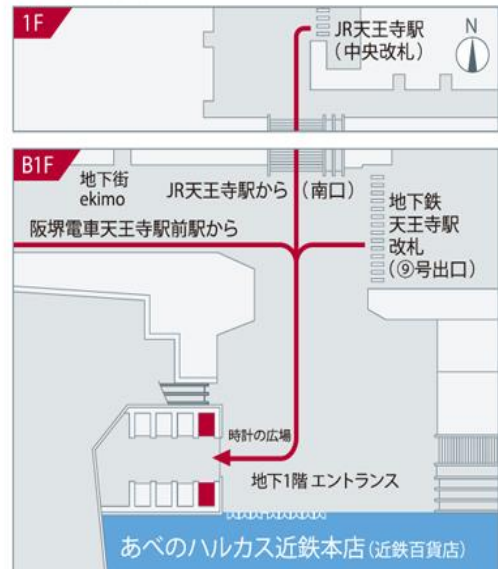 1F
JR天王寺駅
(中央改札)
N
B1F
地下街
ekimo
JR天王寺駅から (南口)
地下鉄
天王寺駅
改札
(⑨号出口)
阪堺電車天王寺駅前駅から
時計の広場
地下1階 エントランス
あべのハルカス近鉄本店(近鉄百貨店)